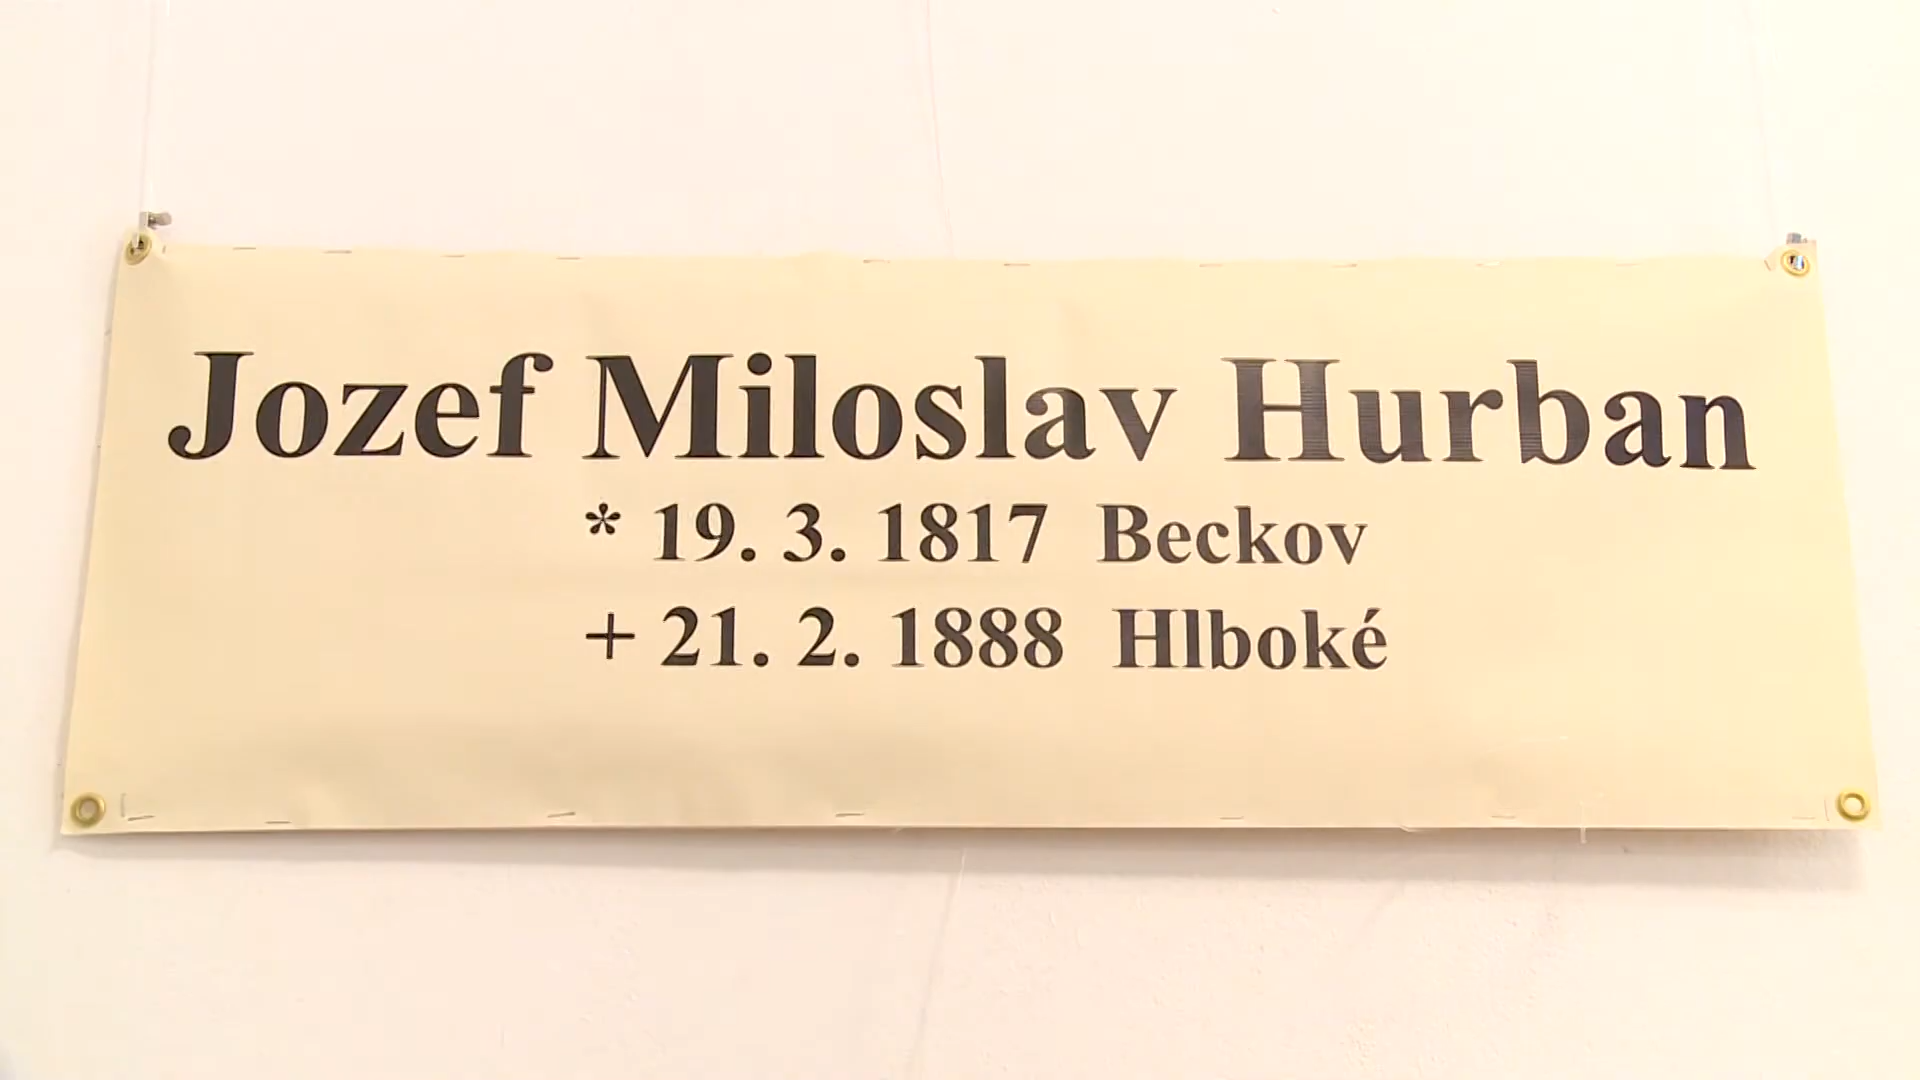 Jozef Miloslav Hurban
* 19. 3. 1817 Beckov
+ 21. 2. 1888 Hlboké